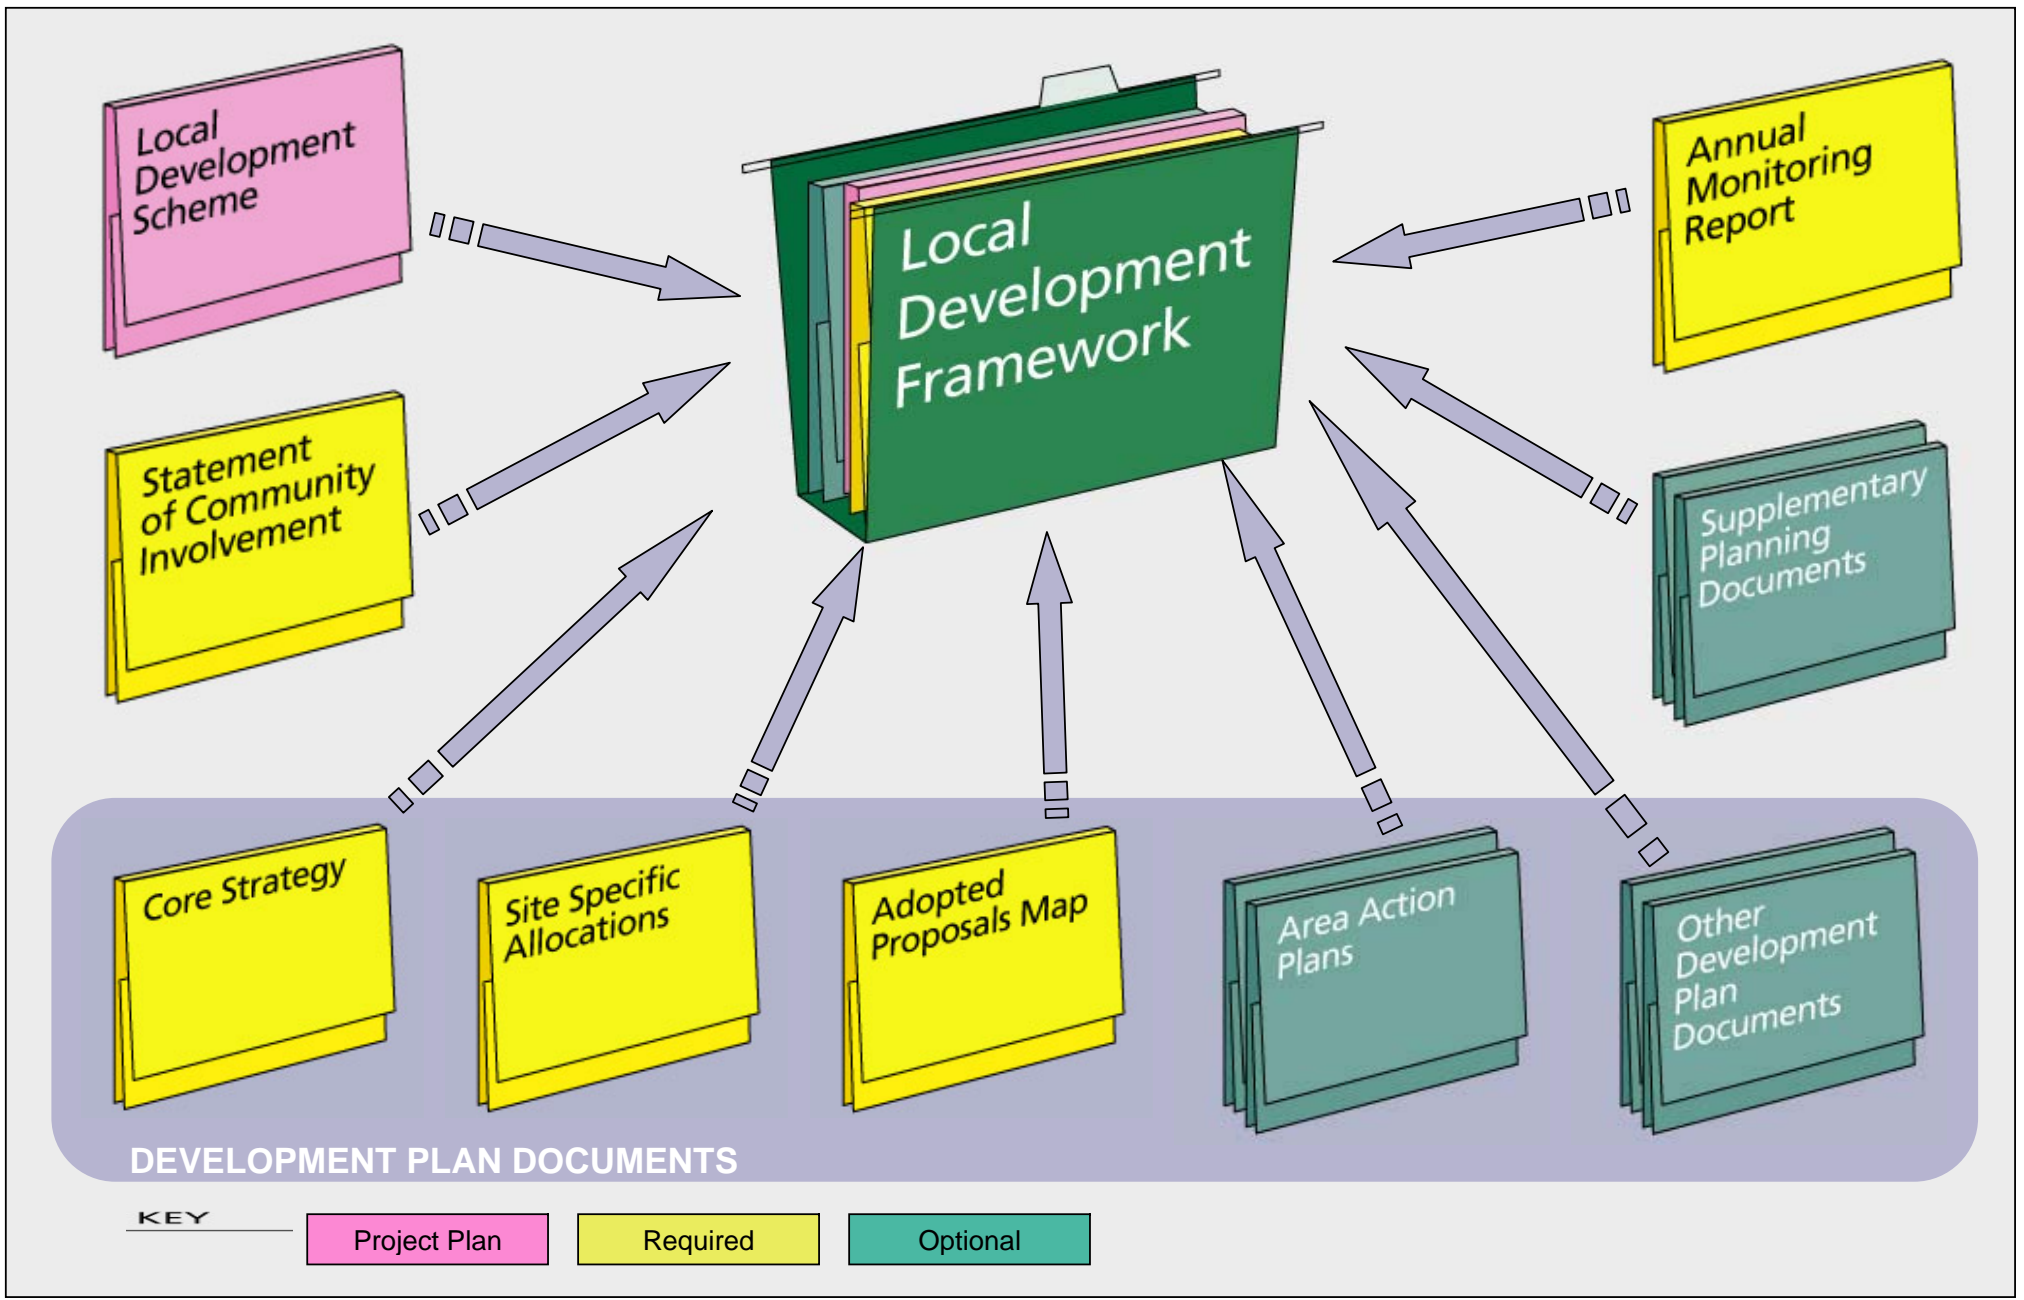 Local
Development
Scheme
Local
Development
Framework
Annual
Monitoring
Report
Statement
of Community
Involvement
Supplementary
Planning
Documents
Core Strategy
Site Specific
Allocations
Adopted
Proposals Map
Area Action
Plans
Other
Development
Plan
Documents
DEVELOPMENT PLAN DOCUMENTS
KEY
Project Plan
Required
Optional